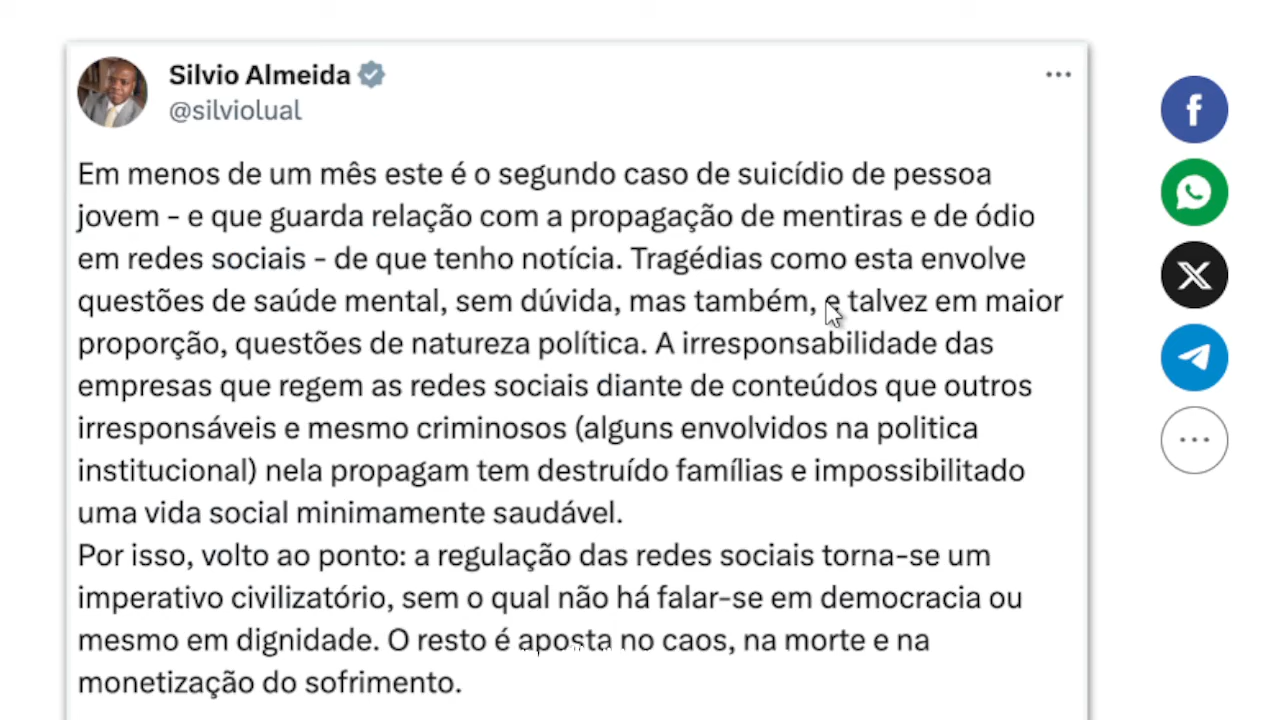 Silvio Almeida
@silviolual
Em menos de um mês este é o segundo caso de suicídio de pessoa
jovem - e que guarda relação com a propagação de mentiras e de ódio
em redes sociais - de que tenho notícia. Tragédias como esta envolve
questões de saúde mental, sem dúvida, mas também, e talvez em maior
proporção, questões de natureza política. A irresponsabilidade das
empresas que regem as redes sociais diante de conteúdos que outros
irresponsáveis e mesmo criminosos (alguns envolvidos na politica
institucional) nela propagam tem destruído famílias e impossibilitado
uma vida social minimamente saudável.
Por isso, volto ao ponto: a regulação das redes sociais torna-se um
imperativo civilizatório, sem o qual não há falar-se em democracia ou
mesmo em dignidade. O resto é aposta no caos, na morte e na
monetização do sofrimento.